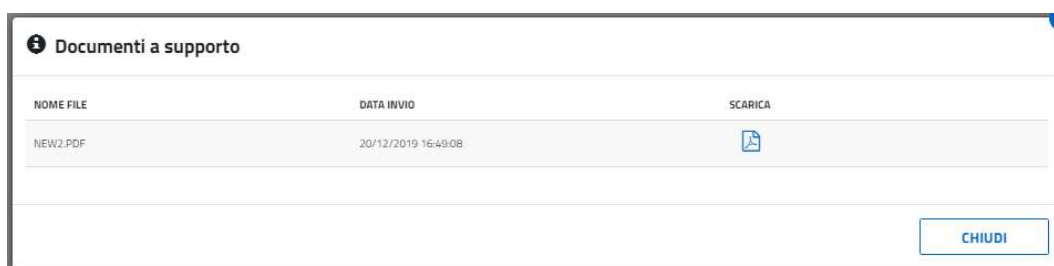 Documenti a supporto
NOME FILE DATA INVIO SCARICA
NEW2.PDF 20/12/2019 16:49:08
CHIUDI